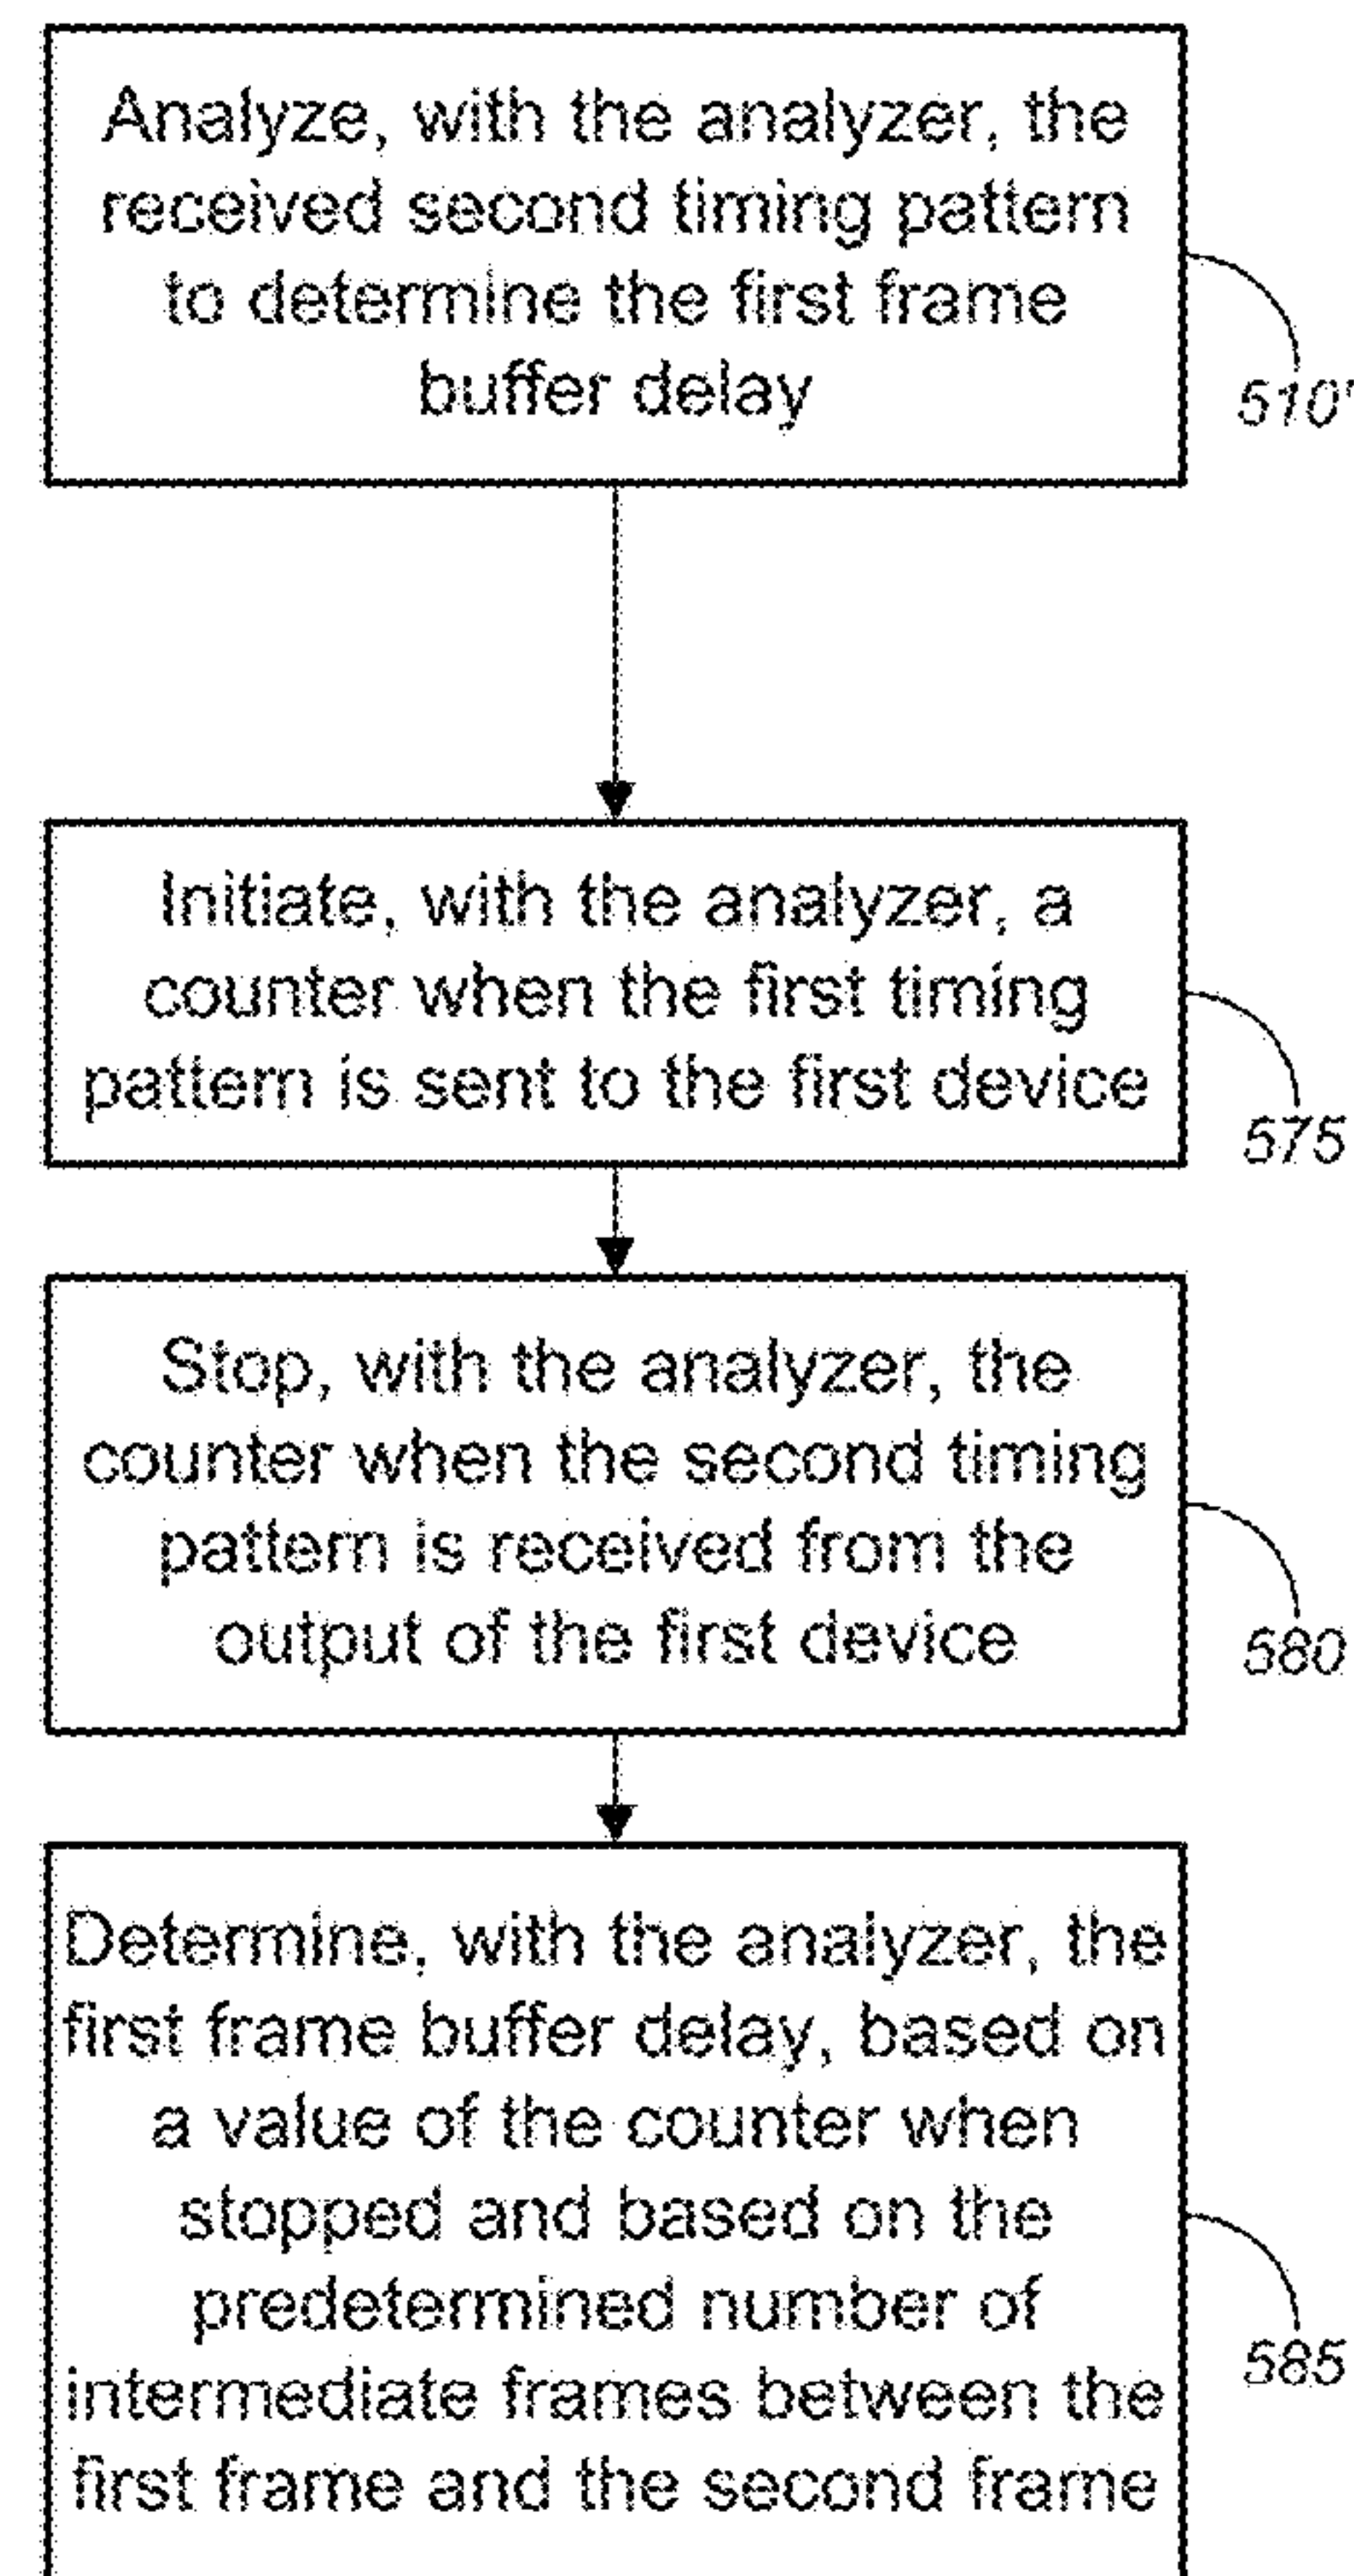 Analyze, with the analyzer, the
received second timing pattern
to determine the first frame
buffer delay
510'
Initiate, with the analyzer, a
counter when the first timing
pattern is sent to the first device
575
Stop, with the analyzer, the
counter when the second timing
pattern is received from the
output of the first device
580
Determine, with the analyzer, the
first frame buffer delay, based on
a value of the counter when
stopped and based on the
predetermined number of
intermediate frames between the
first frame and the second frame
585